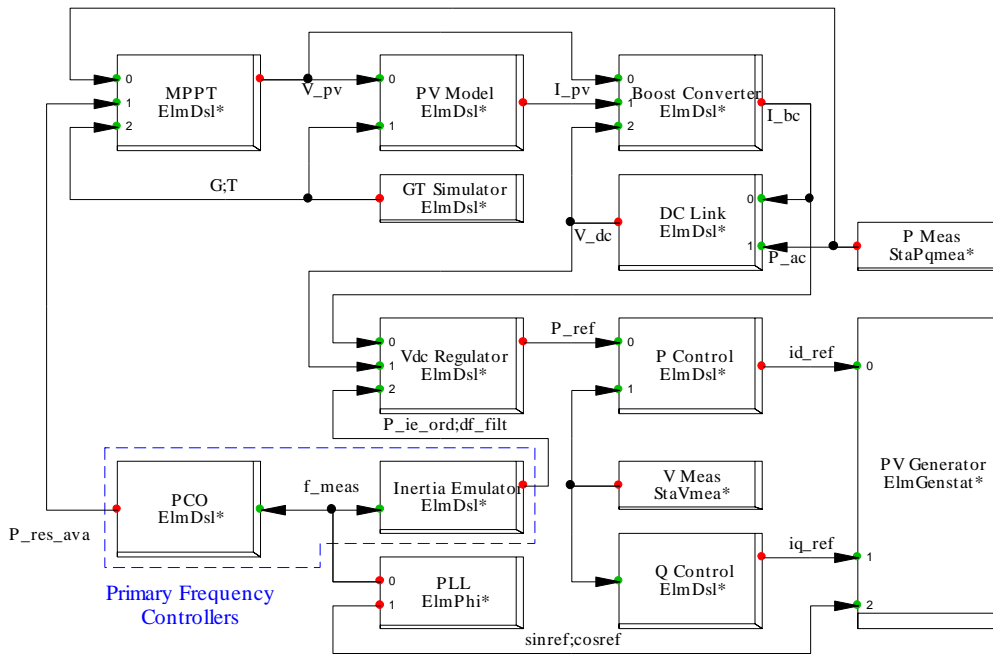 0
1
2
MPPT
ElmDsl*
V_pv
0
1
PV Model
ElmDsl*
I_pv
0
1
2
Boost Converter
ElmDsl*
I_bc
G;T
GT Simulator
ElmDsl*
V_dc
DC Link
ElmDsl*
0
1
P_ac
P Meas
StaPqmea*
0
1
2
Vdc Regulator
ElmDsl*
P_ref
0
1
P Control
ElmDsl*
id_ref
0
1
2
PV Generator
ElmGenstat*
P_ie_ord;df_filt
P_res_ava
PCO
ElmDsl*
f_meas
Inertia Emulator
ElmDsl*
V Meas
StaVmea*
Primary Frequency
Controllers
0
1
PLL
ElmPhi*
Q Control
ElmDsl*
iq_ref
sinref;cosref